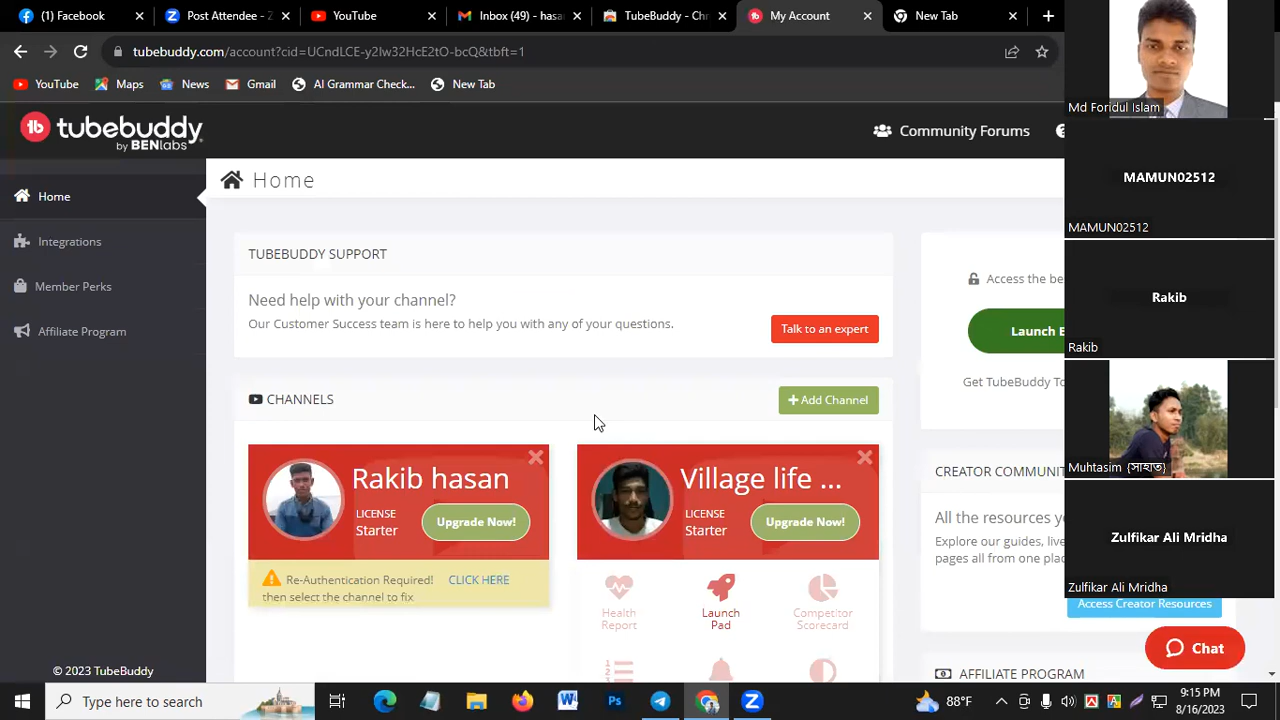 (1) Facebook
Post Attendee - Z
YouTube
Inbox (49) - hasa
TubeBuddy - Chr
My Account
New Tab
tubebuddy.com/account?cid=UCndLCE-y2lw32HcE2tO-bcQ&tbft=1
YouTube
Maps
News
Gmail
AI Grammar Check...
New Tab
tubebuddy
by BENlabs
Community Forums
Home
Integrations
Member Perks
Affiliate Program
© 2023 TubeBuddy
Home
TUBEBUDDY SUPPORT
Need help with your channel?
Our Customer Success team is here to help you with any of your questions.
Talk to an expert
CHANNELS
Add Channel
Rakib hasan
LICENSE
Starter
Upgrade Now!
Re-Authentication Required! CLICK HERE
then select the channel to fix.
Village life ...
LICENSE
Starter
Upgrade Now!
Health
Report
Launch
Pad
Competitor
Scorecard
Access the be
Launch E
Get TubeBuddy To
CREATOR COMMUNI
All the resources y
Explore our guides, live
pages all from one plac
Access Creator Resources
AFFILIATE PROGRAM
Chat
Md Foridul Islam
MAMUN02512
MAMUN02512
Rakib
Rakib
Muhtasim {সাহাত}
Zulfikar Ali Mridha
Zulfikar Ali Mridha
Type here to search
88°F
9:15 PM
8/16/2023